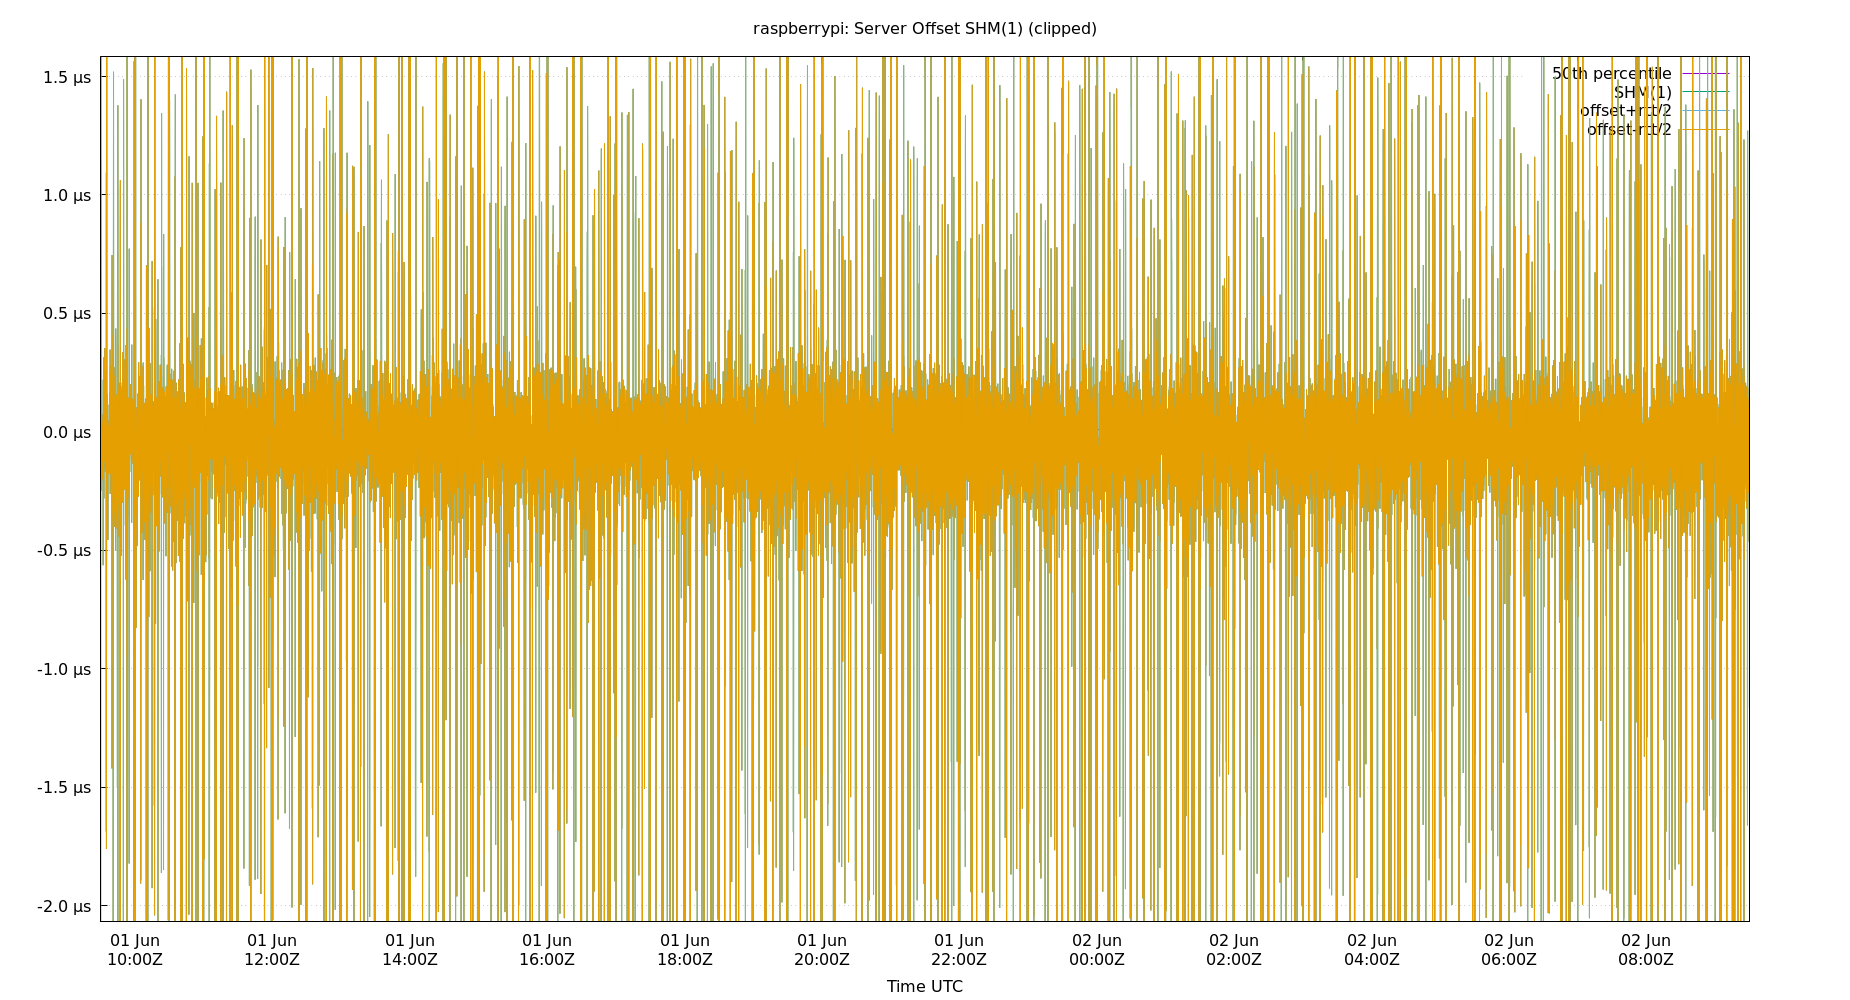 raspberrypi: Server Offset SHM(1) (clipped)
50th percentile
SHM(1)
offset+rtt/2
offset-rtt/2
1.5 µs
1.0 µs
0.5 µs
0.0 µs
-0.5 µs
-1.0 µs
-1.5 µs
-2.0 µs
01 Jun 01 Jun 01 Jun 01 Jun 01 Jun 01 Jun 01 Jun 02 Jun 02 Jun 02 Jun 02 Jun 02 Jun
10:00Z 12:00Z 14:00Z 16:00Z 18:00Z 20:00Z 22:00Z 00:00Z 02:00Z 04:00Z 06:00Z 08:00Z
Time UTC